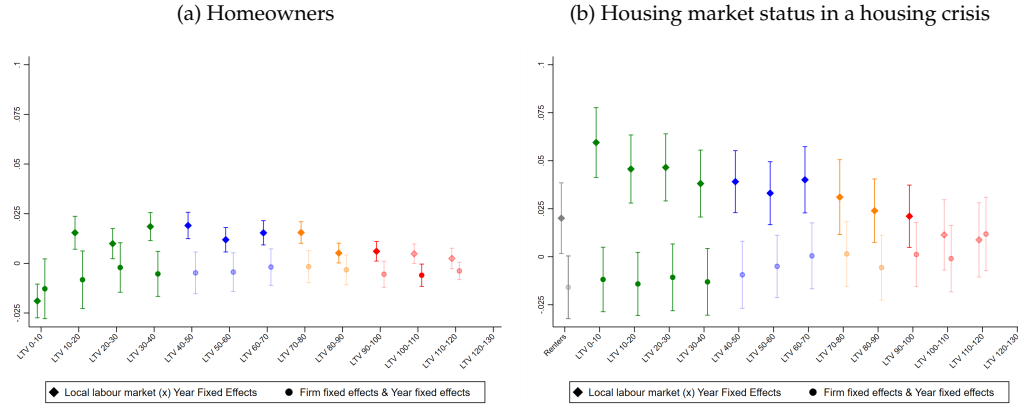 (a) Homeowners
.1
.075
.05
.025
0
-.025
LTV 0-10
LTV 10-20
LTV 20-30
LTV 30-40
LTV 40-50
LTV 50-60
LTV 60-70
LTV 70-80
LTV 80-90
LTV 90-100
LTV 100-110
LTV 110-120
LTV 120-130
Local labour market (x) Year Fixed Effects Firm fixed effects & Year fixed effects
(b) Housing market status in a housing crisis
.1
.075
.05
.025
0
-.025
Renters
LTV 0-10
LTV 10-20
LTV 20-30
LTV 30-40
LTV 40-50
LTV 50-60
LTV 60-70
LTV 70-80
LTV 80-90
LTV 90-100
LTV 100-110
LTV 110-120
LTV 120-130
Local labour market (x) Year Fixed Effects Firm fixed effects & Year fixed effects